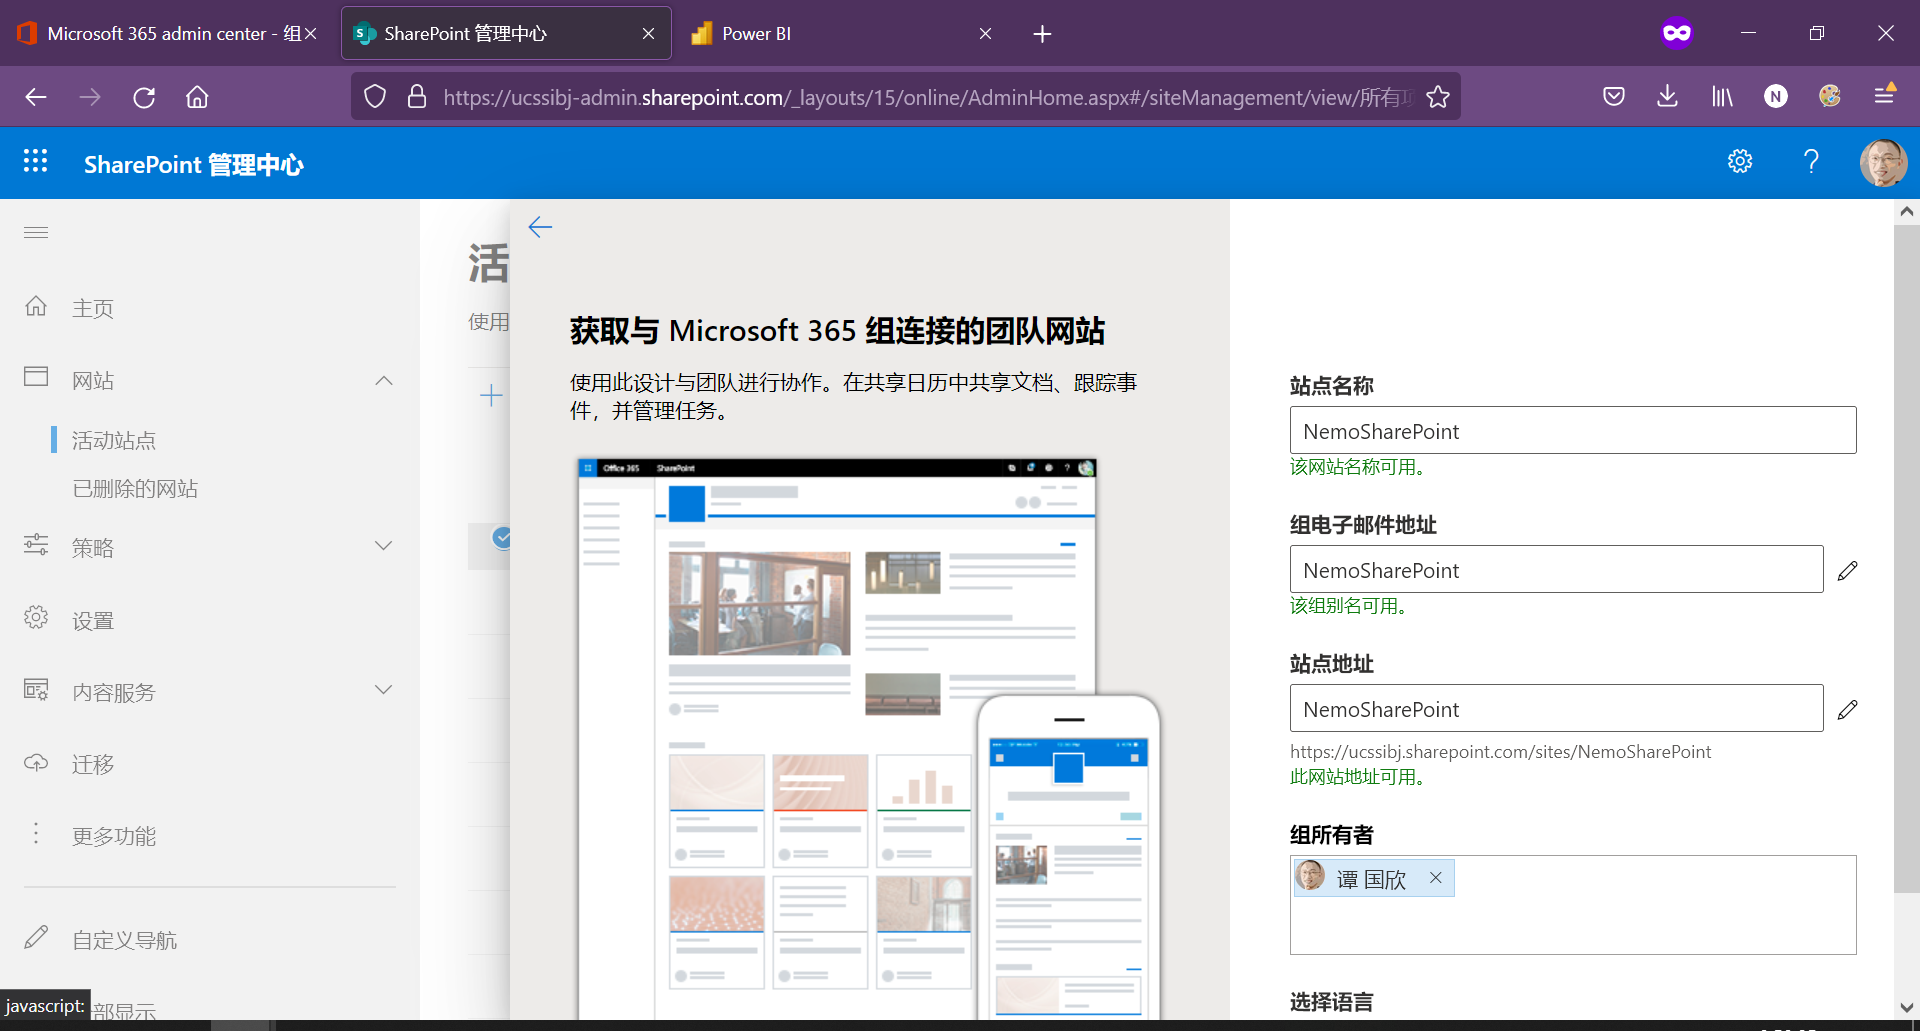 Microsoft 365 admin center - 组
SharePoint 管理中心
Power BI
https://ucssibj-admin.sharepoint.com/_layouts/15/online/AdminHome.aspx#/siteManagement/view/所有项
N
SharePoint 管理中心
主页
网站
活动站点
已删除的网站
策略
设置
内容服务
迁移
更多功能
自定义导航
部显示
javascript:
活
使用
获取与 Microsoft 365 组连接的团队网站
使用此设计与团队进行协作。在共享日历中共享文档、跟踪事
件，并管理任务。
Office 365 SharePoint
站点名称
NemoSharePoint
该网站名称可用。
组电子邮件地址
NemoSharePoint
该组别名可用。
站点地址
NemoSharePoint
https://ucssibj.sharepoint.com/sites/NemoSharePoint
此网站地址可用。
组所有者
谭 国欣
选择语言